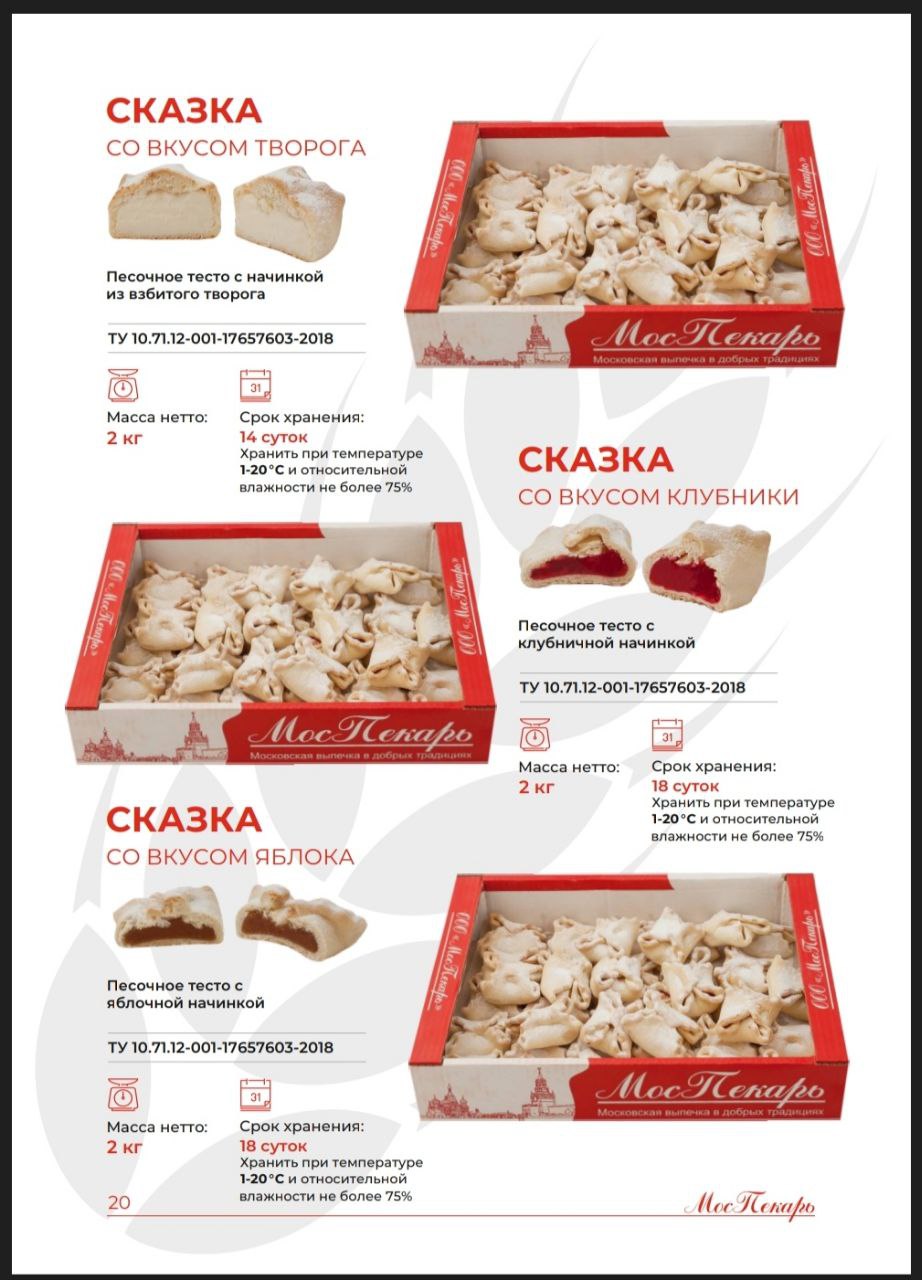 СКАЗКА
СО ВКУСОМ ТВОРОГА
Песочное тесто с начинкой
из взбитого творога
ТУ 10.71.12-001-17657603-2018
31
Масса нетто:
2 кг
Срок хранения:
14 суток
Хранить при температуре
1-20°С и относительной
влажности не более 75%
ООО «МосПекарь»
ООО «МосПекарь»
МосПекарь
Московская выпечка в добрых традициях
СКАЗКА
СО ВКУСОМ КЛУБНИКИ
Песочное тесто с
клубничной начинкой
ТУ 10.71.12-001-17657603-2018
31
Масса нетто:
2 кг
Срок хранения:
18 суток
Хранить при температуре
1-20°С и относительной
влажности не более 75%
ООО «МосПекарь»
ООО «МосПекарь»
МосПекарь
Московская выпечка в добрых традициях
СКАЗКА
СО ВКУСОМ ЯБЛОКА
Песочное тесто с
яблочной начинкой
ТУ 10.71.12-001-17657603-2018
31
Масса нетто:
2 кг
Срок хранения:
18 суток
Хранить при температуре
1-20°С и относительной
влажности не более 75%
ООО «МосПекарь»
ООО «МосПекарь»
МосПекарь
Московская выпечка в добрых традициях
20
МосПекарь